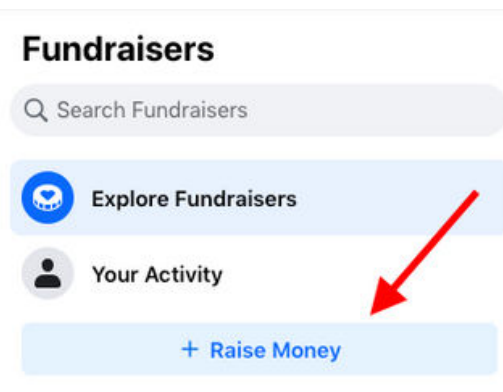 Fundraisers
Search Fundraisers
Explore Fundraisers
Your Activity
+ Raise Money